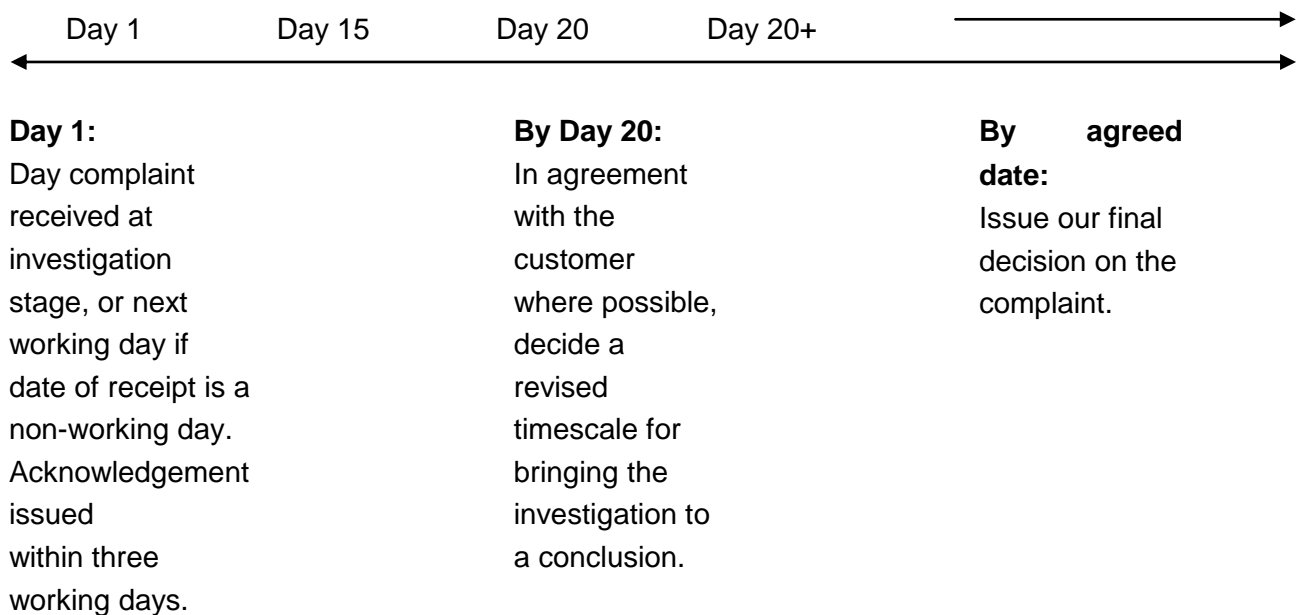 Day 1 Day 15 Day 20 Day 20+
Day 1:
Day complaint
received at
investigation
stage, or next
working day if
date of receipt is a
non-working day.
Acknowledgement
issued
within three
working days.
By Day 20:
In agreement
with the
customer
where possible,
decide a
revised
timescale for
bringing the
investigation to
a conclusion.
By agreed
date:
Issue our final
decision on the
complaint.